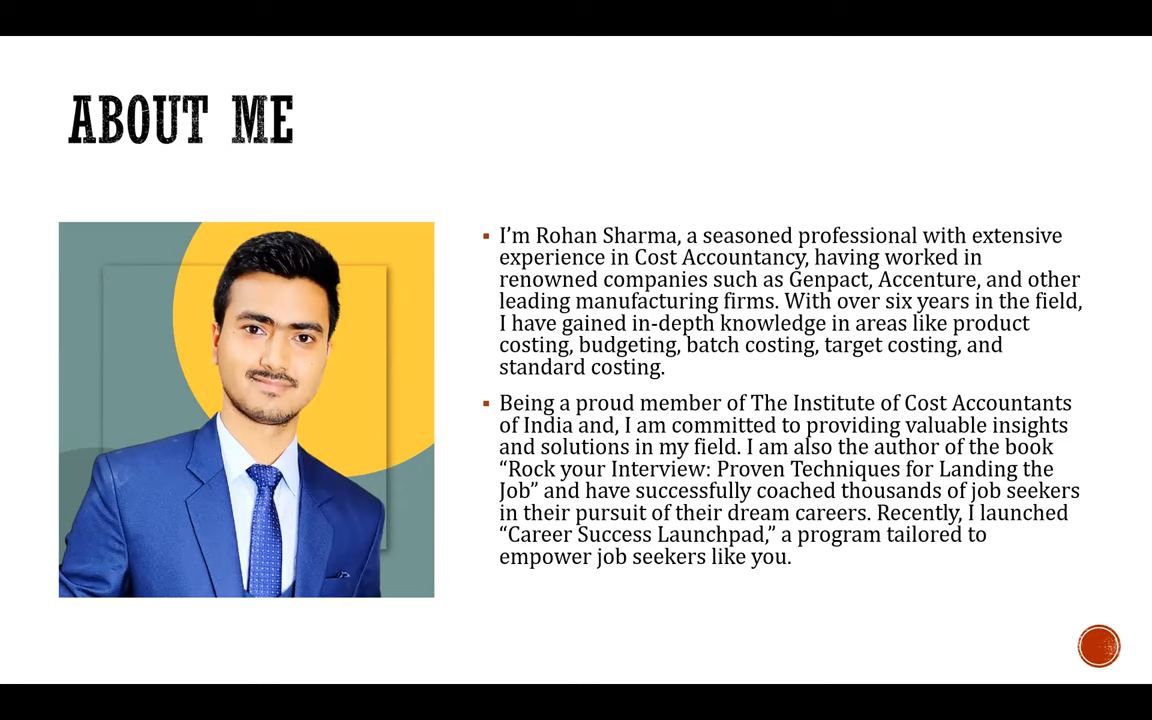 ABOUT ME
▪ I’m Rohan Sharma, a seasoned professional with extensive
experience in Cost Accountancy, having worked in
renowned companies such as Genpact, Accenture, and other
leading manufacturing firms. With over six years in the field,
I have gained in-depth knowledge in areas like product
costing, budgeting, batch costing, target costing, and
standard costing.
▪ Being a proud member of The Institute of Cost Accountants
of India and, I am committed to providing valuable insights
and solutions in my field. I am also the author of the book
“Rock your Interview: Proven Techniques for Landing the
Job” and have successfully coached thousands of job seekers
in their pursuit of their dream careers. Recently, I launched
“Career Success Launchpad,” a program tailored to
empower job seekers like you.